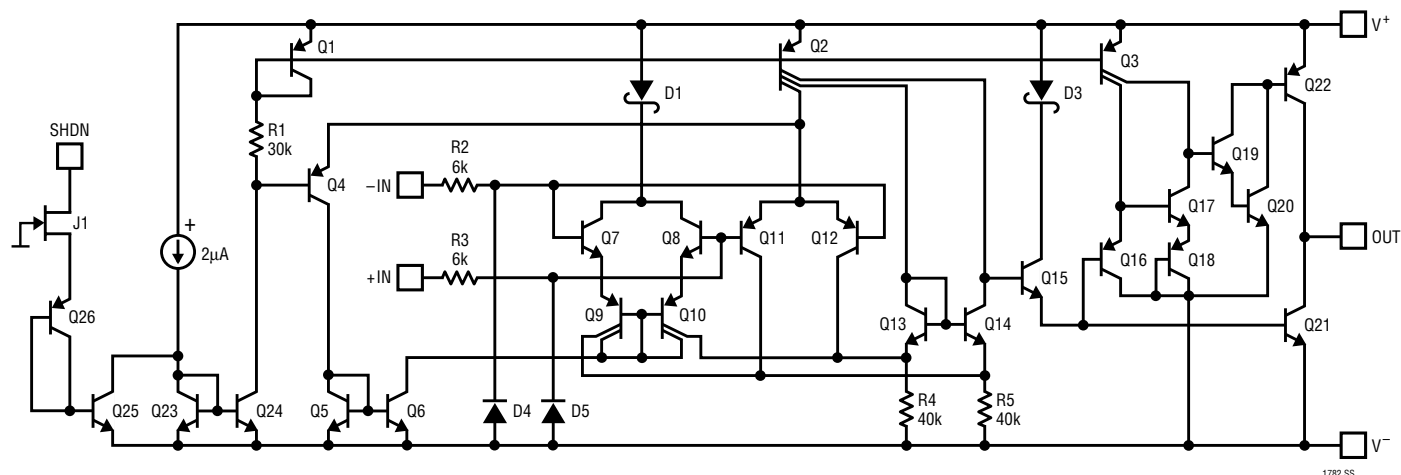 V+
Q1
Q2
Q3
Q22
D1
D3
SHDN
R1
30k
R2
6k
Q19
Q4
–IN
J1
+
2µA
Q7
Q8
Q11
Q12
Q17
Q20
R3
6k
OUT
+IN
Q15
Q16
Q18
Q26
Q9
Q10
Q13
Q14
Q21
Q25
Q23
Q24
Q5
Q6
D4
D5
R4
40k
R5
40k
V–
1782 SS